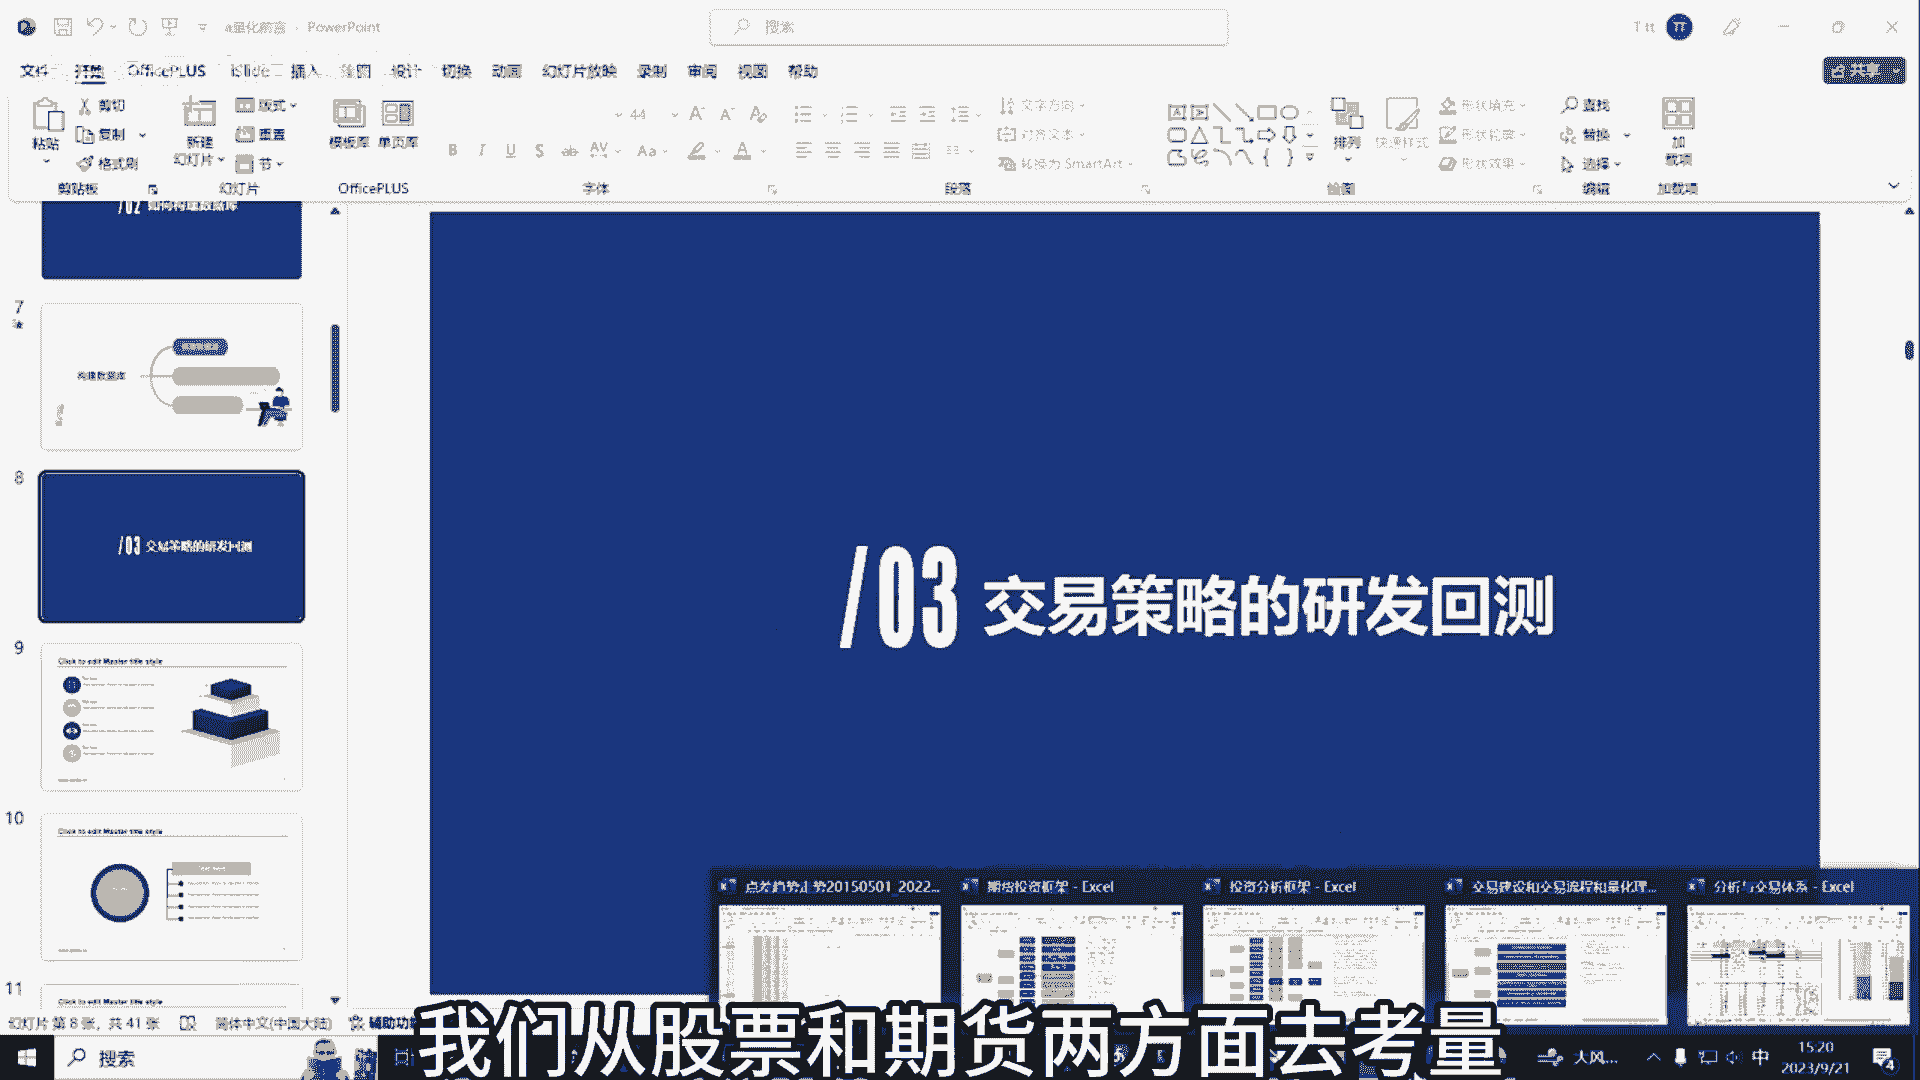 a量化前言 - PowerPoint
搜索
T tt
TT
文件 开始 OfficePLUS iSlide 插入 绘图 设计 切换 动画 幻灯片放映 录制 审阅 视图 帮助
共享
粘贴
剪切
复制
格式刷
剪贴板
新建
幻灯片
版式
重置
节
幻灯片
模板库 单页库
OfficePLUS
44
字体
文字方向
对齐文本
转换为 SmartArt
段落
排列
快速样式
形状填充
形状轮廓
形状效果
绘图
查找
替换
选择
编辑
加
载项
加载项
/02 如何构建数据库
7
构建数据库
8
/03 交易策略的研发回测
9
Click to edit Master title style
10
Click to edit Master title style
11
Click to edit Master title style
/03 交易策略的研发回测
点差趋势走势20150501_2022...
期货投资框架 - Excel
投资分析框架 - Excel
交易建设和交易流程和量化理...
分析与交易体系 - Excel
幻灯片 第 8 张，共 41 张
简体中文(中国大陆)
辅助功
我们从股票和期货两方面去考量
搜索
大风...
中
15:20
2023/9/21
4